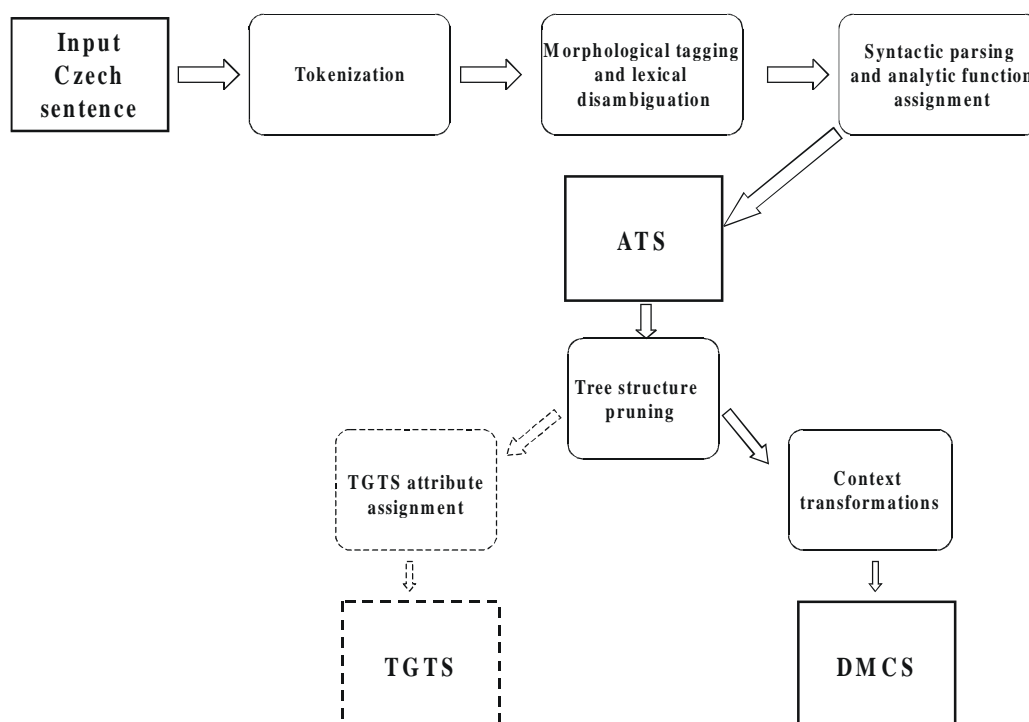 Input
Czech
sentence
Tokenization
Morphological tagging
and lexical
disambiguation
Syntactic parsing
and analytic function
assignment
ATS
Tree structure
pruning
TGTS attribute
assignment
Context
transformations
TGTS
DMCS